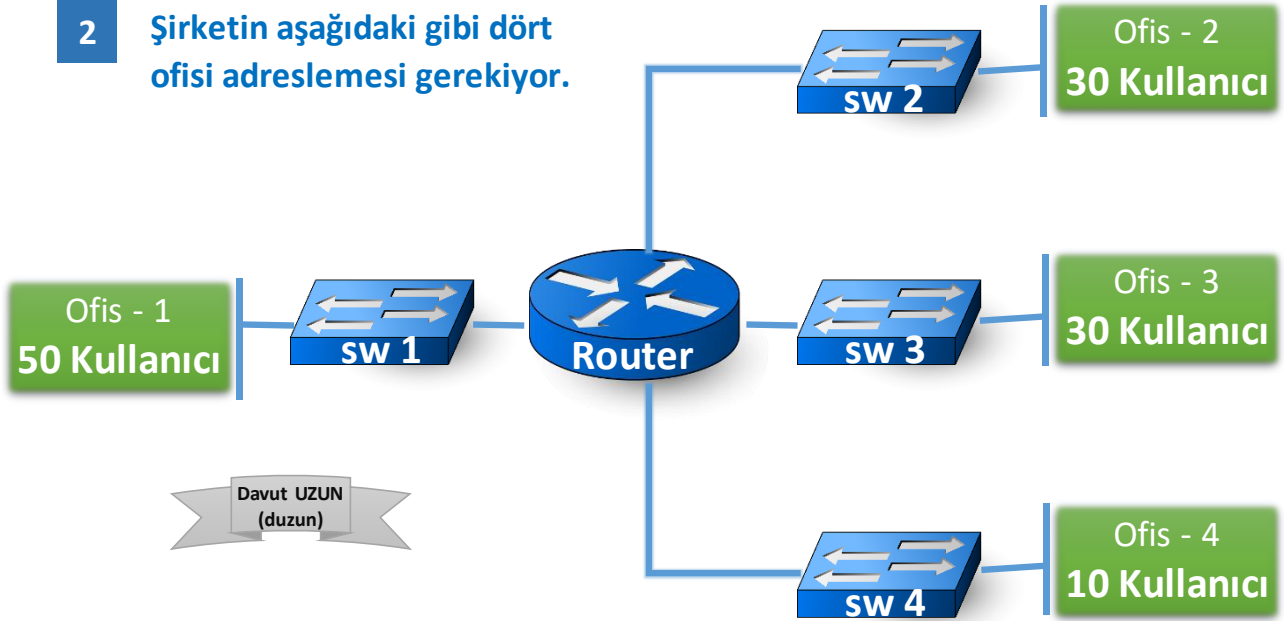 2
Şirketin aşağıdaki gibi dört
ofisi adreslemesi gerekiyor.
sw 2
Ofis - 2
30 Kullanıcı
Ofis - 1
50 Kullanıcı
sw 1
Router
sw 3
Ofis - 3
30 Kullanıcı
Davut UZUN
(duzun)
sw 4
Ofis - 4
10 Kullanıcı